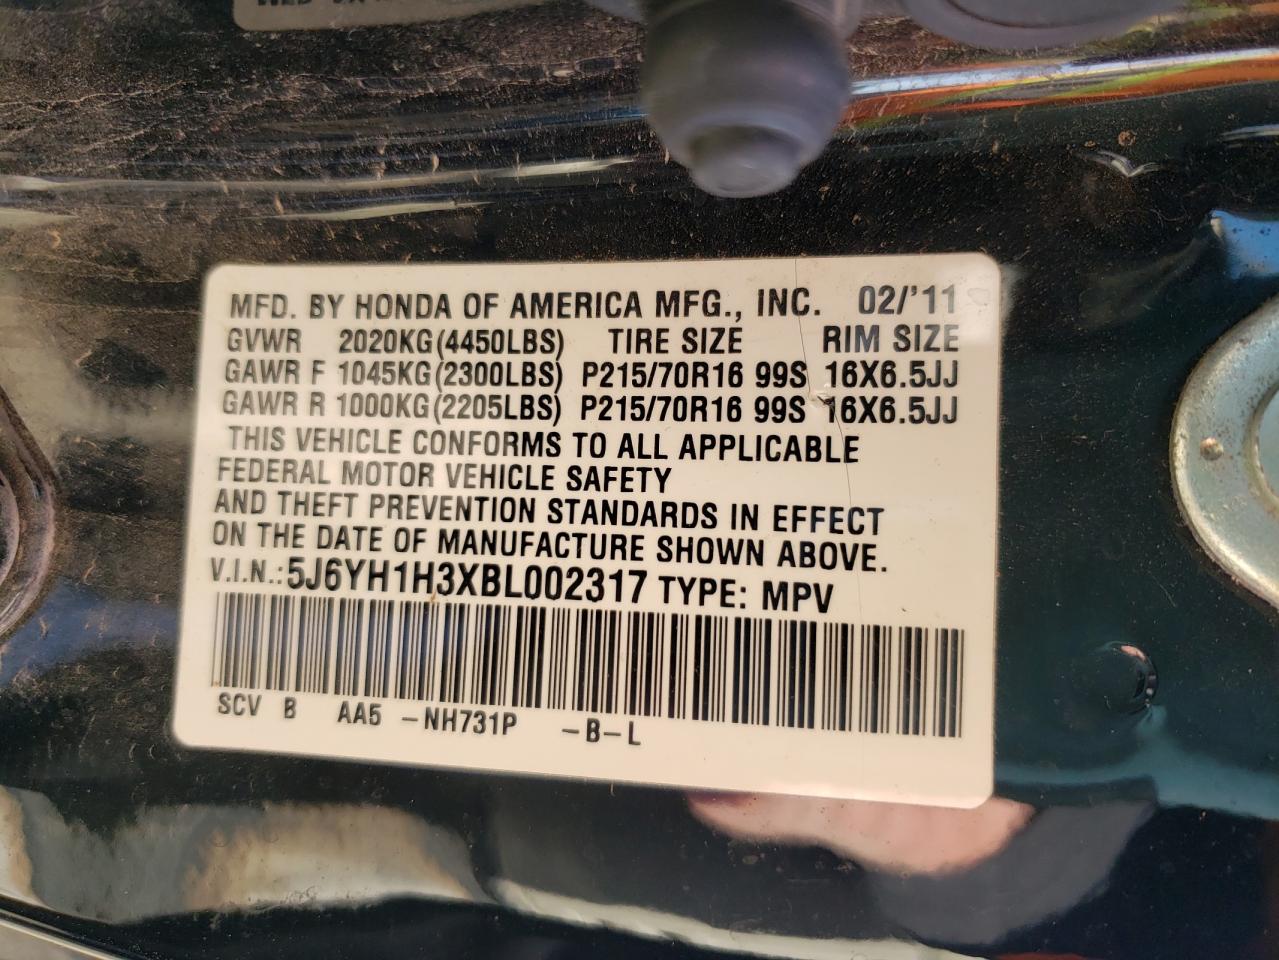 MFD. BY HONDA OF AMERICA MFG., INC. 02/'11
GVWR 2020KG(4450LBS) TIRE SIZE RIM SIZE
GAWR F 1045KG(2300LBS) P215/70R16 99S 16X6.5JJ
GAWR R 1000KG(2205LBS) P215/70R16 99S 16X6.5JJ
THIS VEHICLE CONFORMS TO ALL APPLICABLE
FEDERAL MOTOR VEHICLE SAFETY
AND THEFT PREVENTION STANDARDS IN EFFECT
ON THE DATE OF MANUFACTURE SHOWN ABOVE.
V.I.N.:5J6YH1H3XBL002317 TYPE: MPV
SCV B AA5 -NH731P -B-L